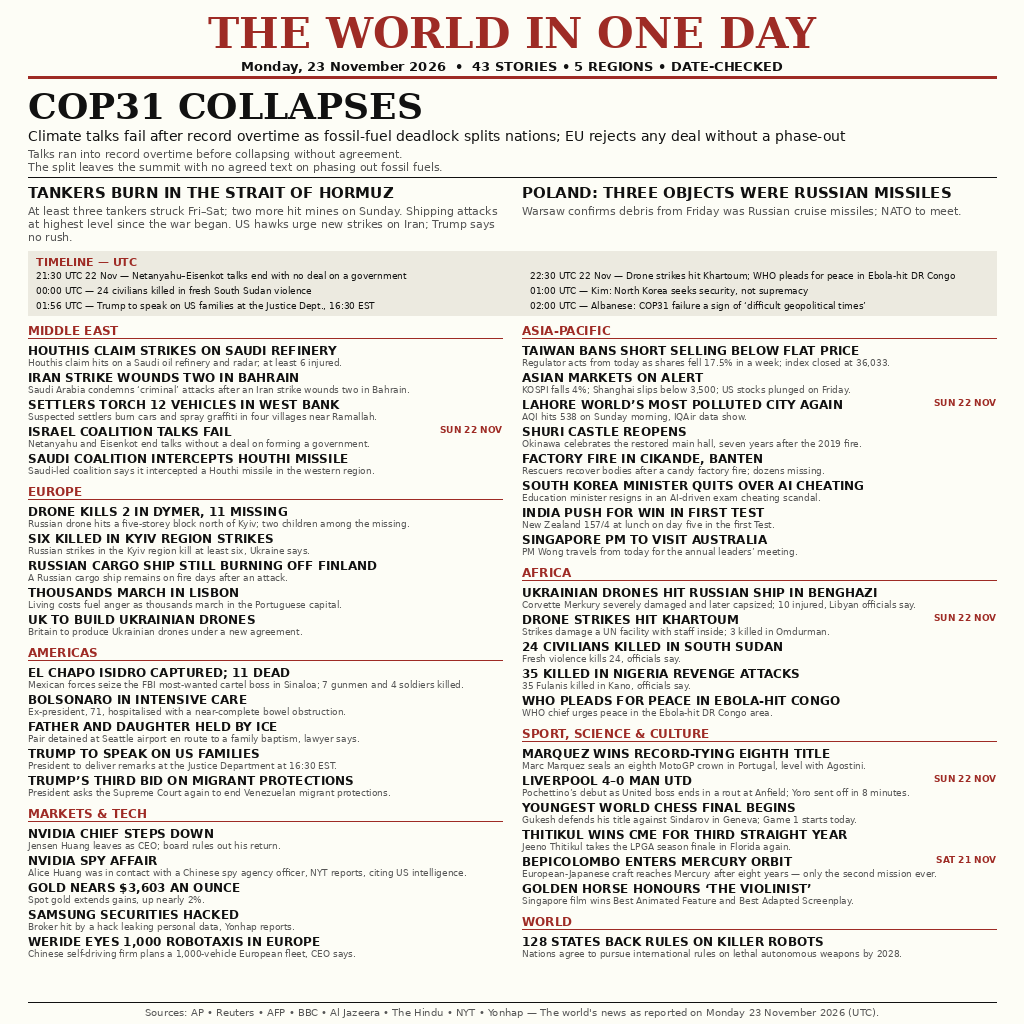 THE WORLD IN ONE DAY
Monday, 23 November 2026 • 43 STORIES • 5 REGIONS • DATE-CHECKED
COP31 COLLAPSES
Climate talks fail after record overtime as fossil-fuel deadlock splits nations; EU rejects any deal without a phase-out
Talks ran into record overtime before collapsing without agreement.
The split leaves the summit with no agreed text on phasing out fossil fuels.
TANKERS BURN IN THE STRAIT OF HORMUZ
At least three tankers struck Fri–Sat; two more hit mines on Sunday. Shipping attacks
at highest level since the war began. US hawks urge new strikes on Iran; Trump says
no rush.
POLAND: THREE OBJECTS WERE RUSSIAN MISSILES
Warsaw confirms debris from Friday was Russian cruise missiles; NATO to meet.
TIMELINE — UTC
21:30 UTC 22 Nov — Netanyahu–Eisenkot talks end with no deal on a government
00:00 UTC — 24 civilians killed in fresh South Sudan violence
01:56 UTC — Trump to speak on US families at the Justice Dept., 16:30 EST
22:30 UTC 22 Nov — Drone strikes hit Khartoum; WHO pleads for peace in Ebola-hit DR Congo
01:00 UTC — Kim: North Korea seeks security, not supremacy
02:00 UTC — Albanese: COP31 failure a sign of ‘difficult geopolitical times’
MIDDLE EAST
HOUTHIS CLAIM STRIKES ON SAUDI REFINERY
Houthis claim hits on a Saudi oil refinery and radar; at least 6 injured.
IRAN STRIKE WOUNDS TWO IN BAHRAIN
Saudi Arabia condemns ‘criminal’ attacks after an Iran strike wounds two in Bahrain.
SETTLERS TORCH 12 VEHICLES IN WEST BANK
Suspected settlers burn cars and spray graffiti in four villages near Ramallah.
ISRAEL COALITION TALKS FAIL SUN 22 NOV
Netanyahu and Eisenkot end talks without a deal on forming a government.
SAUDI COALITION INTERCEPTS HOUTHI MISSILE
Saudi-led coalition says it intercepted a Houthi missile in the western region.
EUROPE
DRONE KILLS 2 IN DYMER, 11 MISSING
Russian drone hits a five-storey block north of Kyiv; two children among the missing.
SIX KILLED IN KYIV REGION STRIKES
Russian strikes in the Kyiv region kill at least six, Ukraine says.
RUSSIAN CARGO SHIP STILL BURNING OFF FINLAND
A Russian cargo ship remains on fire days after an attack.
THOUSANDS MARCH IN LISBON
Living costs fuel anger as thousands march in the Portuguese capital.
UK TO BUILD UKRAINIAN DRONES
Britain to produce Ukrainian drones under a new agreement.
AMERICAS
EL CHAPO ISIDRO CAPTURED; 11 DEAD
Mexican forces seize the FBI most-wanted cartel boss in Sinaloa; 7 gunmen and 4 soldiers killed.
BOLSONARO IN INTENSIVE CARE
Ex-president, 71, hospitalised with a near-complete bowel obstruction.
FATHER AND DAUGHTER HELD BY ICE
Pair detained at Seattle airport en route to a family baptism, lawyer says.
TRUMP TO SPEAK ON US FAMILIES
President to deliver remarks at the Justice Department at 16:30 EST.
TRUMP’S THIRD BID ON MIGRANT PROTECTIONS
President asks the Supreme Court again to end Venezuelan migrant protections.
MARKETS & TECH
NVIDIA CHIEF STEPS DOWN
Jensen Huang leaves as CEO; board rules out his return.
NVIDIA SPY AFFAIR
Alice Huang was in contact with a Chinese spy agency officer, NYT reports, citing US intelligence.
GOLD NEARS $3,603 AN OUNCE
Spot gold extends gains, up nearly 2%.
SAMSUNG SECURITIES HACKED
Broker hit by a hack leaking personal data, Yonhap reports.
WERIDE EYES 1,000 ROBOTAXIS IN EUROPE
Chinese self-driving firm plans a 1,000-vehicle European fleet, CEO says.
ASIA-PACIFIC
TAIWAN BANS SHORT SELLING BELOW FLAT PRICE
Regulator acts from today as shares fell 17.5% in a week; index closed at 36,033.
ASIAN MARKETS ON ALERT
KOSPI falls 4%; Shanghai slips below 3,500; US stocks plunged on Friday.
LAHORE WORLD’S MOST POLLUTED CITY AGAIN SUN 22 NOV
AQI hits 538 on Sunday morning, IQAir data show.
SHURI CASTLE REOPENS
Okinawa celebrates the restored main hall, seven years after the 2019 fire.
FACTORY FIRE IN CIKANDE, BANTEN
Rescuers recover bodies after a candy factory fire; dozens missing.
SOUTH KOREA MINISTER QUITS OVER AI CHEATING
Education minister resigns in an AI-driven exam cheating scandal.
INDIA PUSH FOR WIN IN FIRST TEST
New Zealand 157/4 at lunch on day five in the first Test.
SINGAPORE PM TO VISIT AUSTRALIA
PM Wong travels from today for the annual leaders’ meeting.
AFRICA
UKRAINIAN DRONES HIT RUSSIAN SHIP IN BENGHAZI
Corvette Merkury severely damaged and later capsized; 10 injured, Libyan officials say.
DRONE STRIKES HIT KHARTOUM SUN 22 NOV
Strikes damage a UN facility with staff inside; 3 killed in Omdurman.
24 CIVILIANS KILLED IN SOUTH SUDAN
Fresh violence kills 24, officials say.
35 KILLED IN NIGERIA REVENGE ATTACKS
35 Fulanis killed in Kano, officials say.
WHO PLEADS FOR PEACE IN EBOLA-HIT CONGO
WHO chief urges peace in the Ebola-hit DR Congo area.
SPORT, SCIENCE & CULTURE
MARQUEZ WINS RECORD-TYING EIGHTH TITLE
Marc Marquez seals an eighth MotoGP crown in Portugal, level with Agostini.
LIVERPOOL 4–0 MAN UTD SUN 22 NOV
Pochettino’s debut as United boss ends in a rout at Anfield; Yoro sent off in 8 minutes.
YOUNGEST WORLD CHESS FINAL BEGINS
Gukesh defends his title against Sindarov in Geneva; Game 1 starts today.
THITIKUL WINS CME FOR THIRD STRAIGHT YEAR
Jeeno Thitikul takes the LPGA season finale in Florida again.
BEPICOLOMBO ENTERS MERCURY ORBIT SAT 21 NOV
European-Japanese craft reaches Mercury after eight years — only the second mission ever.
GOLDEN HORSE HONOURS ‘THE VIOLINIST’
Singapore film wins Best Animated Feature and Best Adapted Screenplay.
WORLD
128 STATES BACK RULES ON KILLER ROBOTS
Nations agree to pursue international rules on lethal autonomous weapons by 2028.
Sources: AP • Reuters • AFP • BBC • Al Jazeera • The Hindu • NYT • Yonhap — The world's news as reported on Monday 23 November 2026 (UTC).